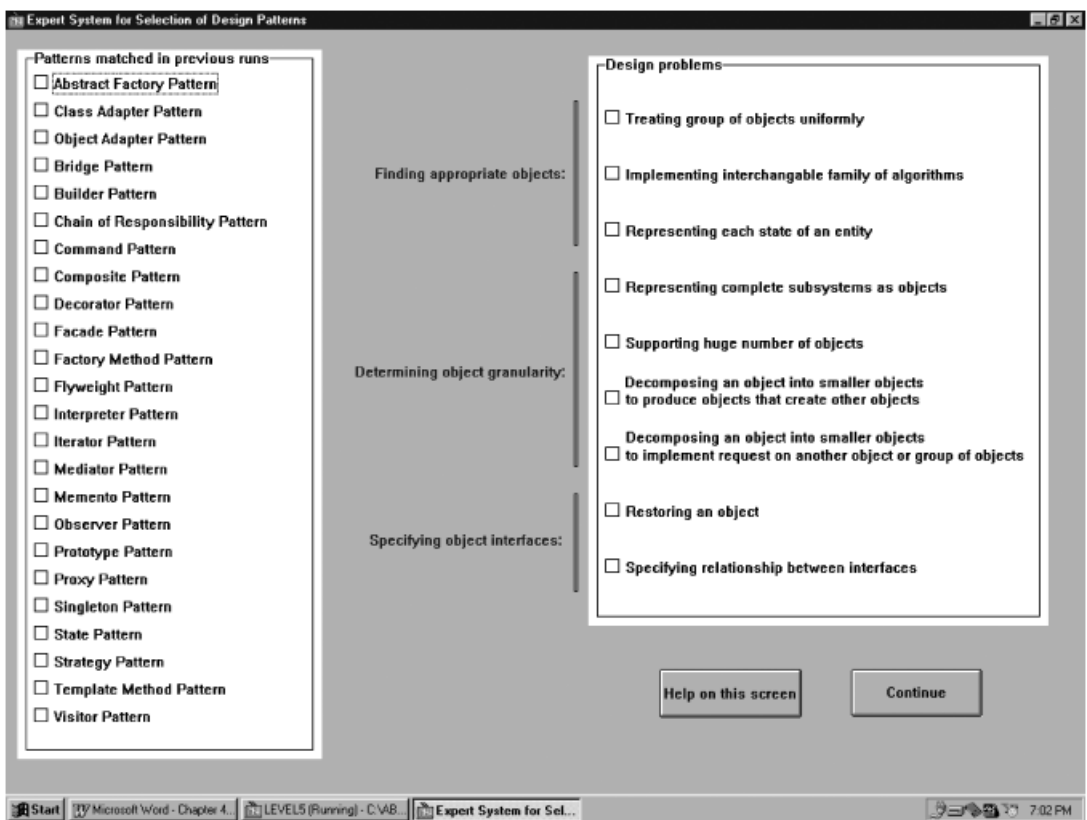 Expert System for Selection of Design Patterns
Patterns matched in previous runs
Abstract Factory Pattern
Class Adapter Pattern
Object Adapter Pattern
Bridge Pattern
Builder Pattern
Chain of Responsibility Pattern
Command Pattern
Composite Pattern
Decorator Pattern
Facade Pattern
Factory Method Pattern
Flyweight Pattern
Interpreter Pattern
Iterator Pattern
Mediator Pattern
Memento Pattern
Observer Pattern
Prototype Pattern
Proxy Pattern
Singleton Pattern
State Pattern
Strategy Pattern
Template Method Pattern
Visitor Pattern
Finding appropriate objects:
Determining object granularity:
Specifying object interfaces:
Design problems
Treating group of objects uniformly
Implementing interchangable family of algorithms
Representing each state of an entity
Representing complete subsystems as objects
Supporting huge number of objects
Decomposing an object into smaller objects
to produce objects that create other objects
Decomposing an object into smaller objects
to implement request on another object or group of objects
Restoring an object
Specifying relationship between interfaces
Help on this screen
Continue
Start
Microsoft Word - Chapter 4...
LEVEL5 (Running) - C:\AB...
Expert System for Sel...
7:02 PM